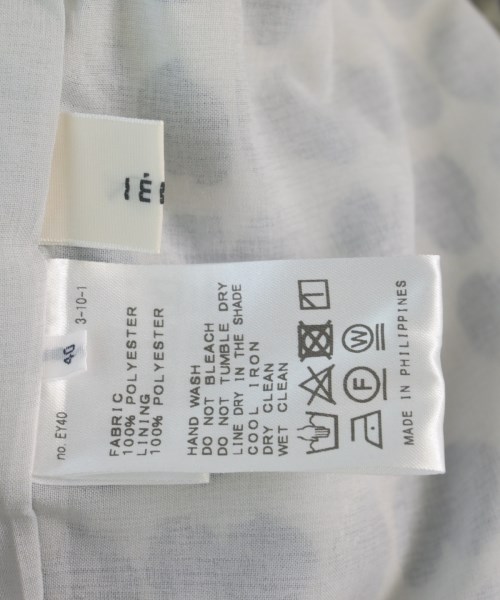 no. EY40
3-10-1
40
FABRIC
100% POLYESTER
LINING
100% POLYESTER
HAND WASH
DO NOT BLEACH
DO NOT TUMBLE DRY
LINE DRY IN THE SHADE
COOL IRON
DRY CLEAN
WET CLEAN
F
W
MADE IN PHILIPPINES